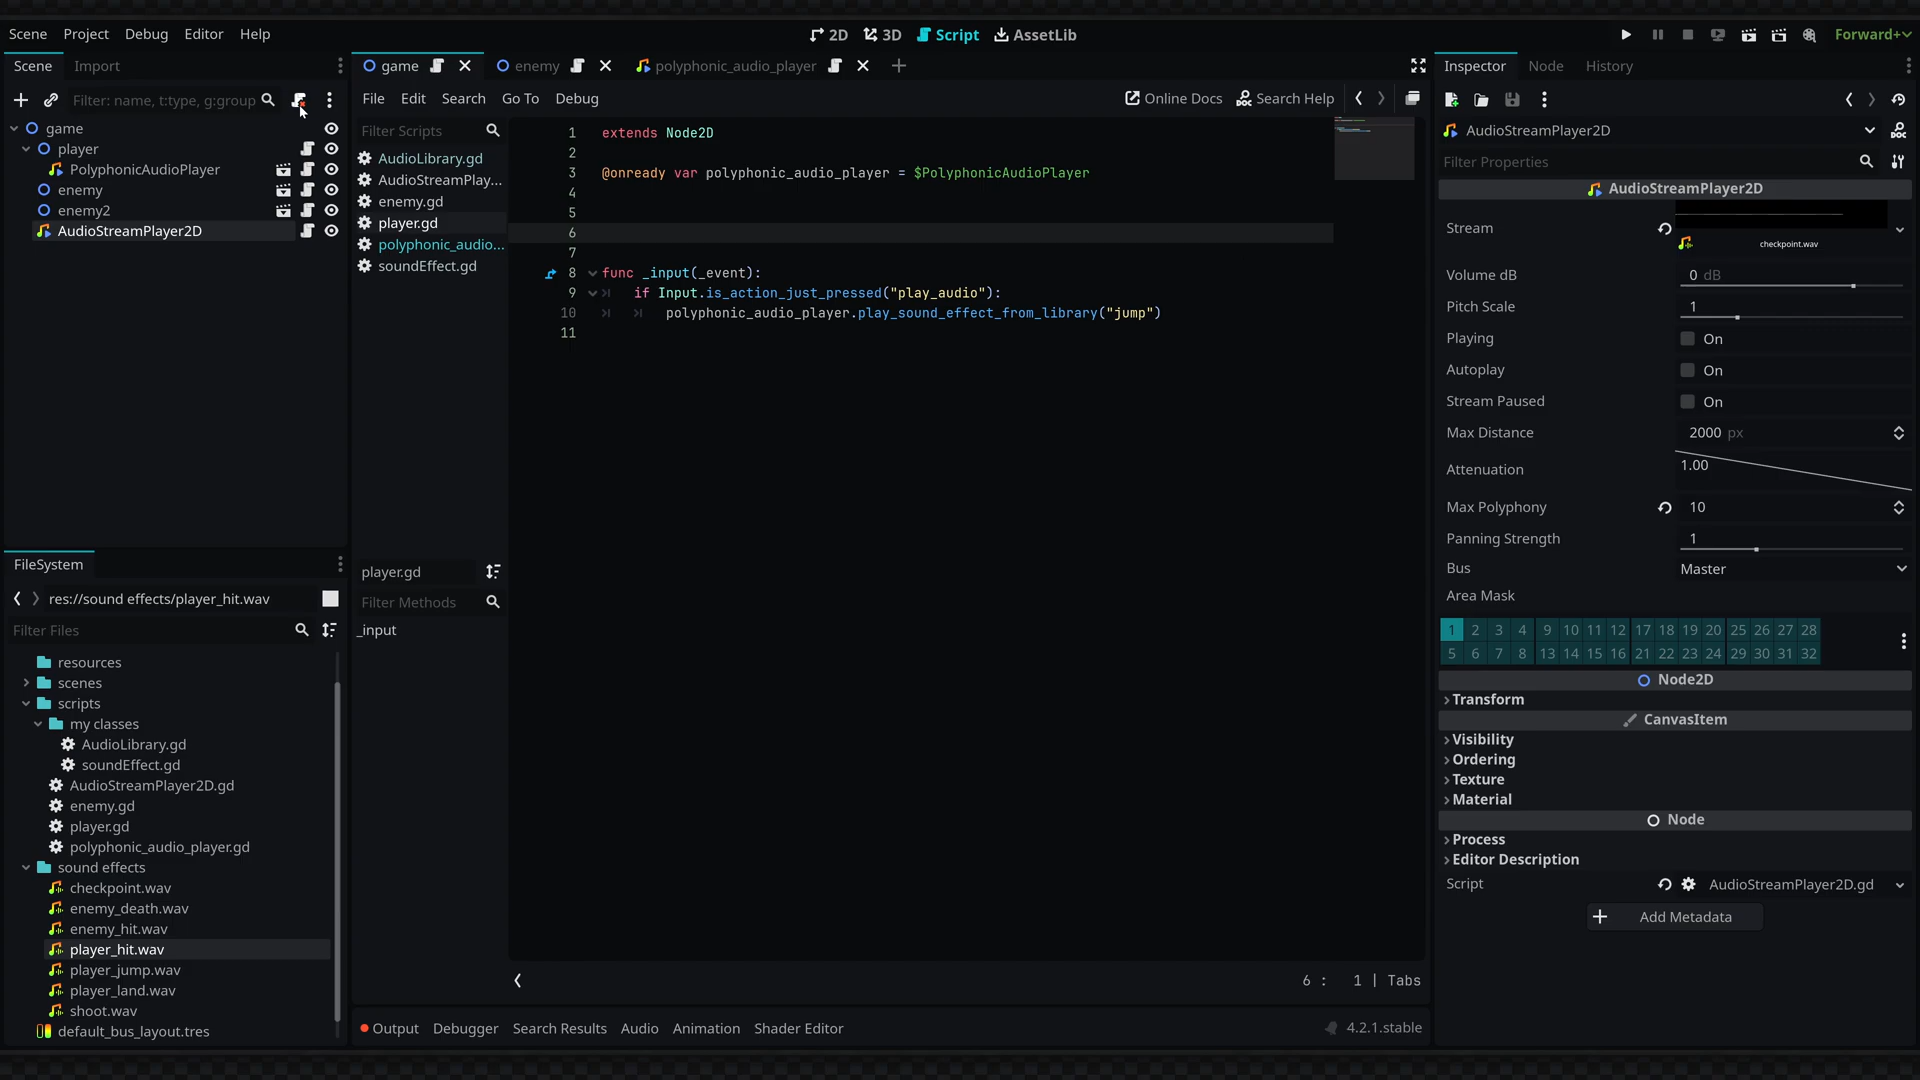 Scene Project Debug Editor Help
2D 3D Script AssetLib
Forward+
Scene Import
game enemy polyphonic_audio_player
Inspector Node History
Filter: name, t:type, g:group
game
player
PolyphonicAudioPlayer
enemy
enemy2
AudioStreamPlayer2D
FileSystem
res://sound effects/player_hit.wav
Filter Files
resources
scenes
scripts
my classes
AudioLibrary.gd
soundEffect.gd
AudioStreamPlayer2D.gd
enemy.gd
player.gd
polyphonic_audio_player.gd
sound effects
checkpoint.wav
enemy_death.wav
enemy_hit.wav
player_hit.wav
player_jump.wav
player_land.wav
shoot.wav
default_bus_layout.tres
File Edit Search Go To Debug
Online Docs Search Help
Filter Scripts
AudioLibrary.gd
AudioStreamPlay...
enemy.gd
player.gd
polyphonic_audio...
soundEffect.gd
player.gd
Filter Methods
_input
1 extends Node2D
2
3 @onready var polyphonic_audio_player = $PolyphonicAudioPlayer
4
5
6
7
8 func _input(_event):
9 if Input.is_action_just_pressed("play_audio"):
10 polyphonic_audio_player.play_sound_effect_from_library("jump")
11
6 : 1 | Tabs
Output Debugger Search Results Audio Animation Shader Editor
4.2.1.stable
AudioStreamPlayer2D
Filter Properties
AudioStreamPlayer2D
Stream
checkpoint.wav
Volume dB 0 dB
Pitch Scale 1
Playing On
Autoplay On
Stream Paused On
Max Distance 2000 px
Attenuation 1.00
Max Polyphony 10
Panning Strength 1
Bus Master
Area Mask
1 2 3 4 9 10 11 12 17 18 19 20 25 26 27 28
5 6 7 8 13 14 15 16 21 22 23 24 29 30 31 32
Node2D
Transform
CanvasItem
Visibility
Ordering
Texture
Material
Node
Process
Editor Description
Script AudioStreamPlayer2D.gd
Add Metadata